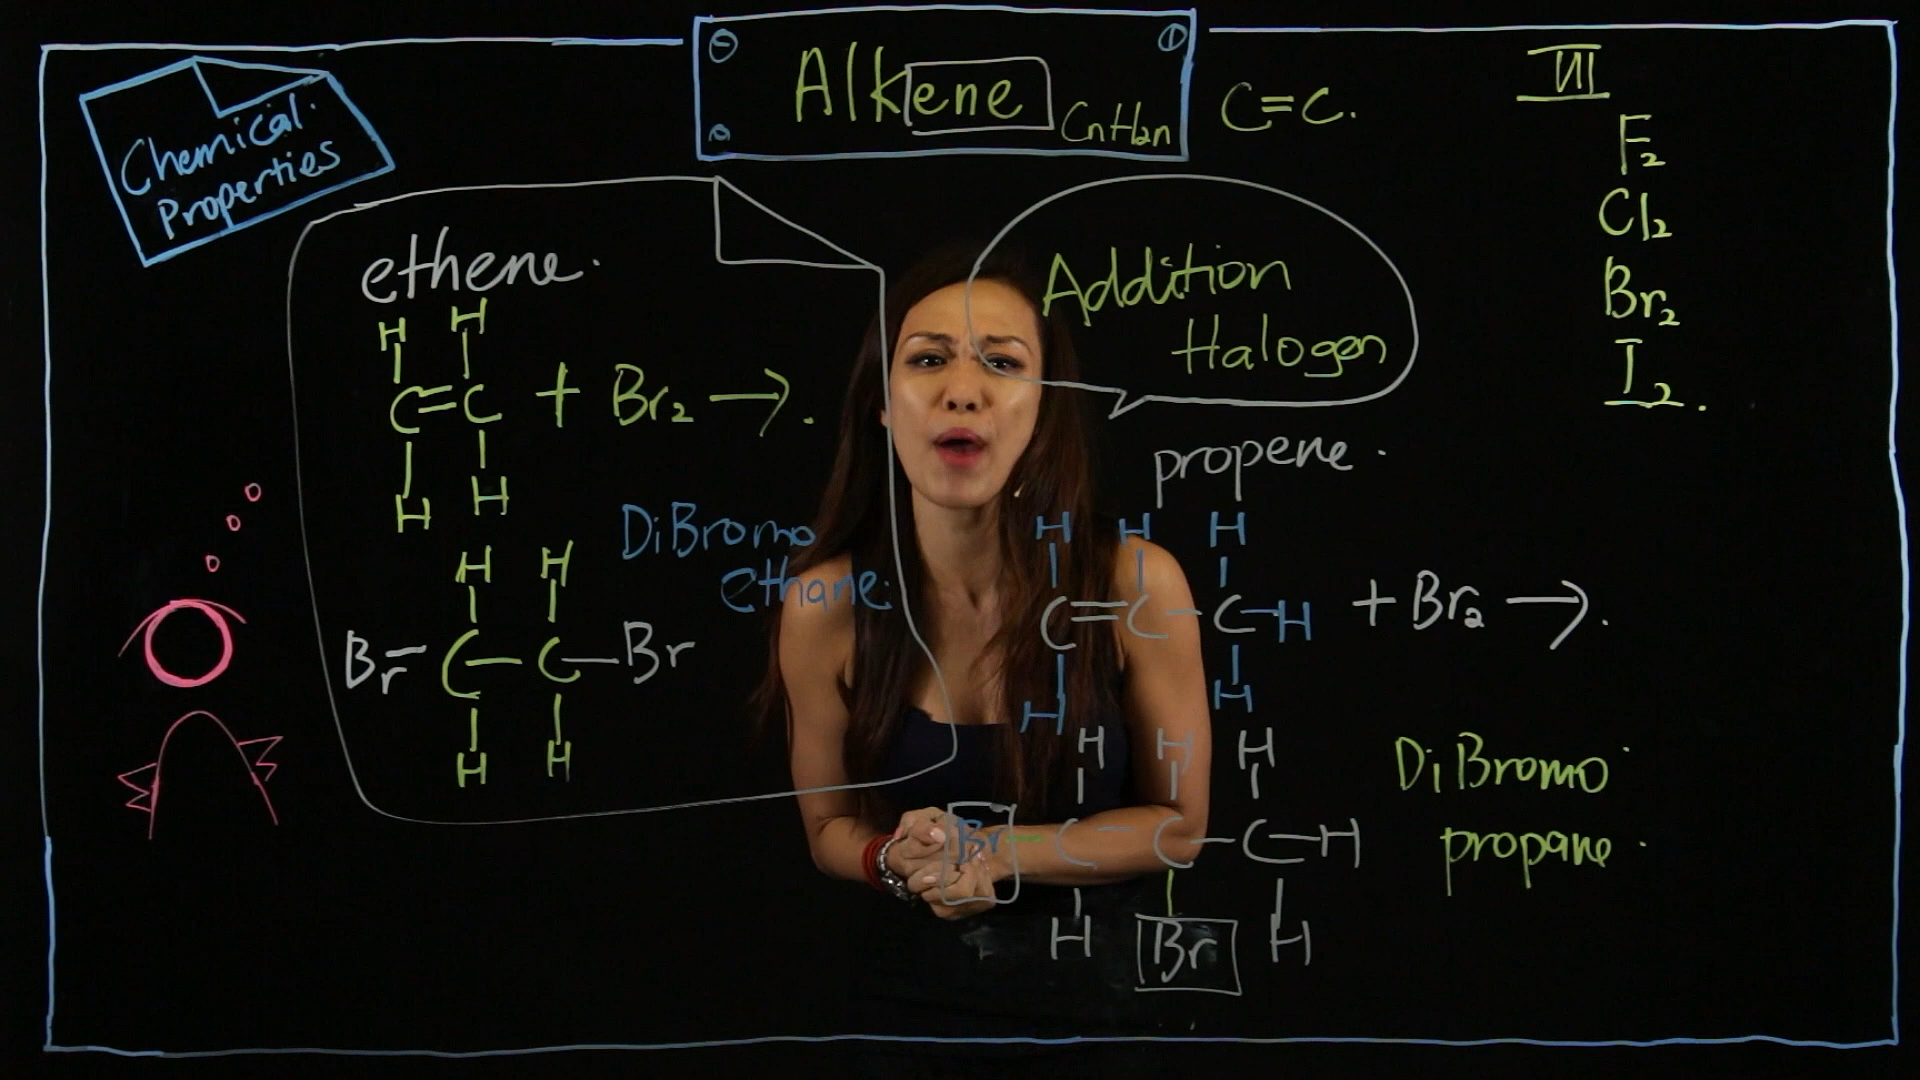 Chemical
Properties
Alkene
CnH2n
C=C.
VII
F2
Cl2
Br2
I2.
ethene.
H H
C=C + Br2 →.
H H
DiBromo
ethane.
H H
Br-C-C-Br
H H
Addition
Halogen
propene.
H H H
C=C-C-H + Br2 →.
H H
H H H
Br-C-C-C-H
H Br H
DiBromo
propane.